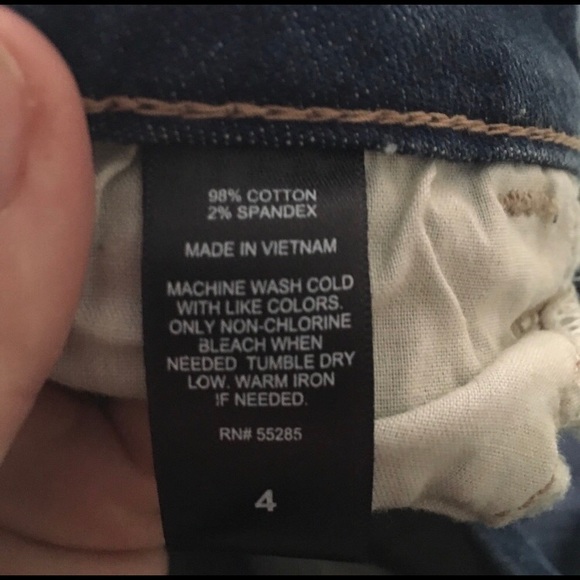 98% COTTON
2% SPANDEX
MADE IN VIETNAM
MACHINE WASH COLD
WITH LIKE COLORS.
ONLY NON-CHLORINE
BLEACH WHEN
NEEDED TUMBLE DRY
LOW. WARM IRON
IF NEEDED.
RN# 55285
4